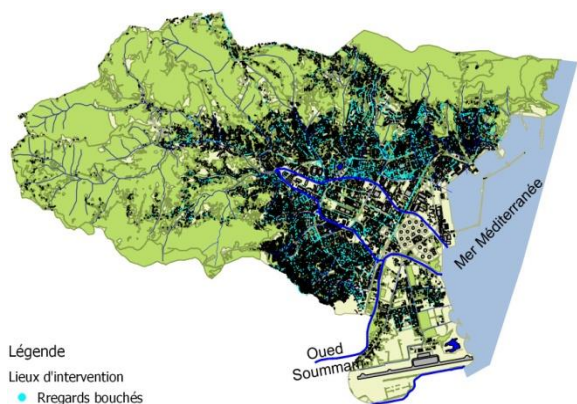 Mer Méditerranée
Oued
Soummam
Légende
Lieux d'intervention
Rregards bouchés